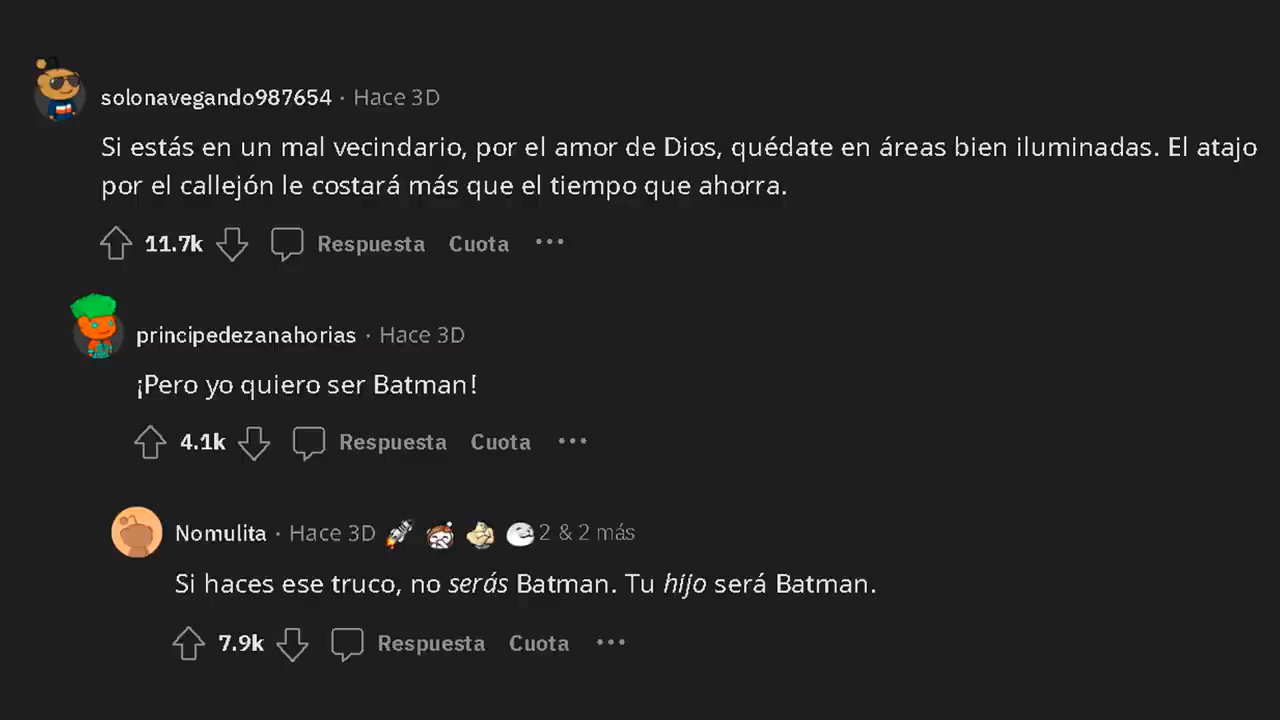 solonavegando987654 · Hace 3D
Si estás en un mal vecindario, por el amor de Dios, quédate en áreas bien iluminadas. El atajo
por el callejón le costará más que el tiempo que ahorra.
11.7k Respuesta Cuota ···
principedezanahorias · Hace 3D
¡Pero yo quiero ser Batman!
4.1k Respuesta Cuota ···
Nomulita · Hace 3D 2 & 2 más
Si haces ese truco, no serás Batman. Tu hijo será Batman.
7.9k Respuesta Cuota ···